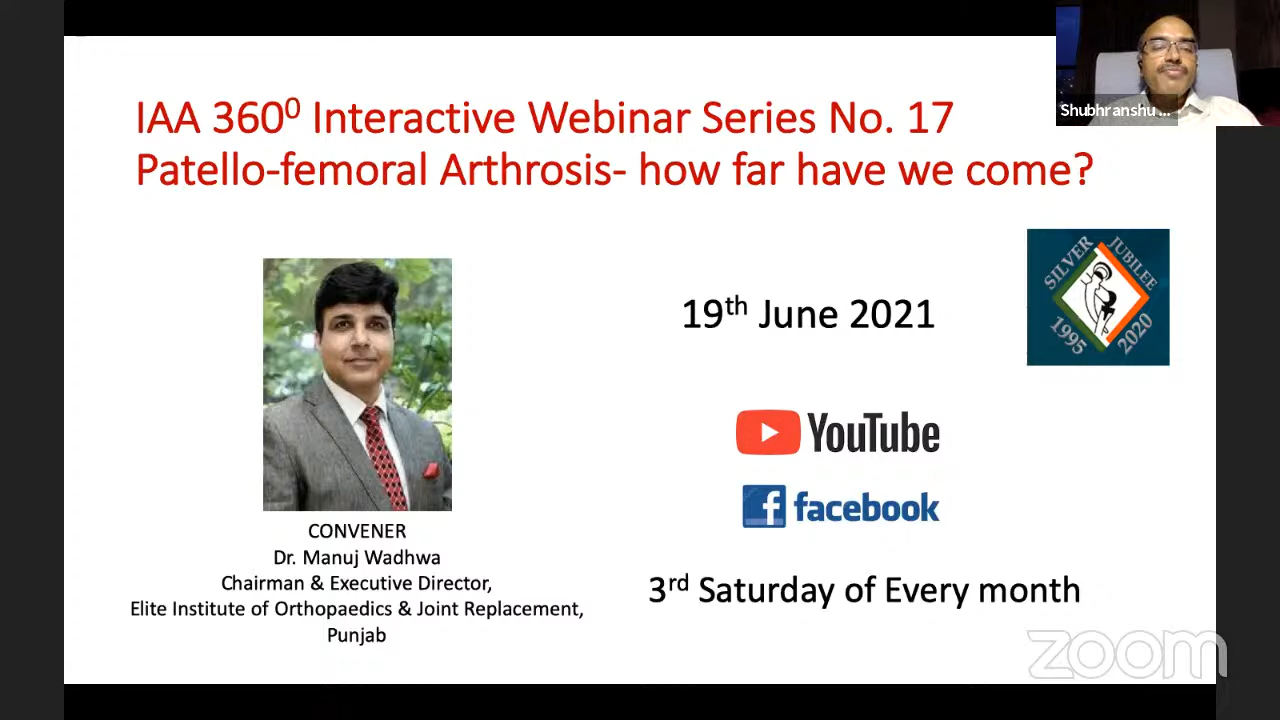 IAA 360⁰ Interactive Webinar Series No. 17
Patello-femoral Arthrosis- how far have we come?
Shubhranshu ...
SILVER JUBILEE
1995 2020
19th June 2021
YouTube
f facebook
CONVENER
Dr. Manuj Wadhwa
Chairman & Executive Director,
Elite Institute of Orthopaedics & Joint Replacement,
Punjab
3rd Saturday of Every month
zoom